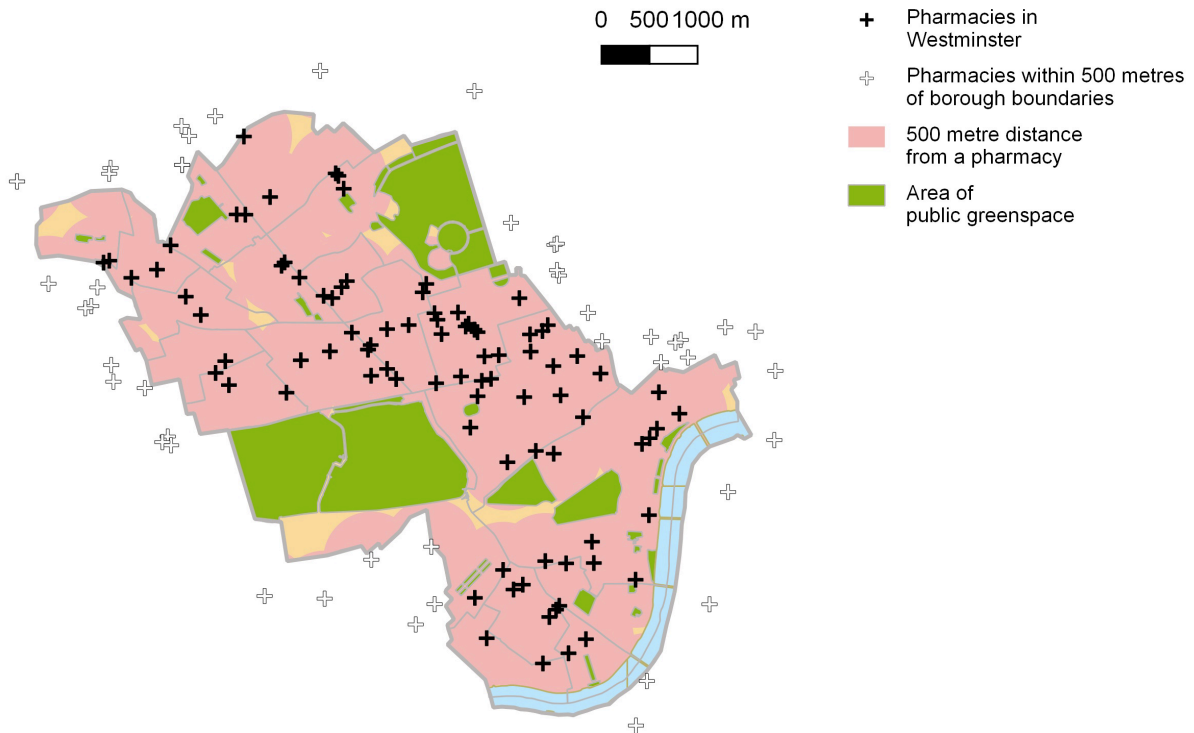 0 500 1000 m
Pharmacies in
Westminster
Pharmacies within 500 metres
of borough boundaries
500 metre distance
from a pharmacy
Area of
public greenspace